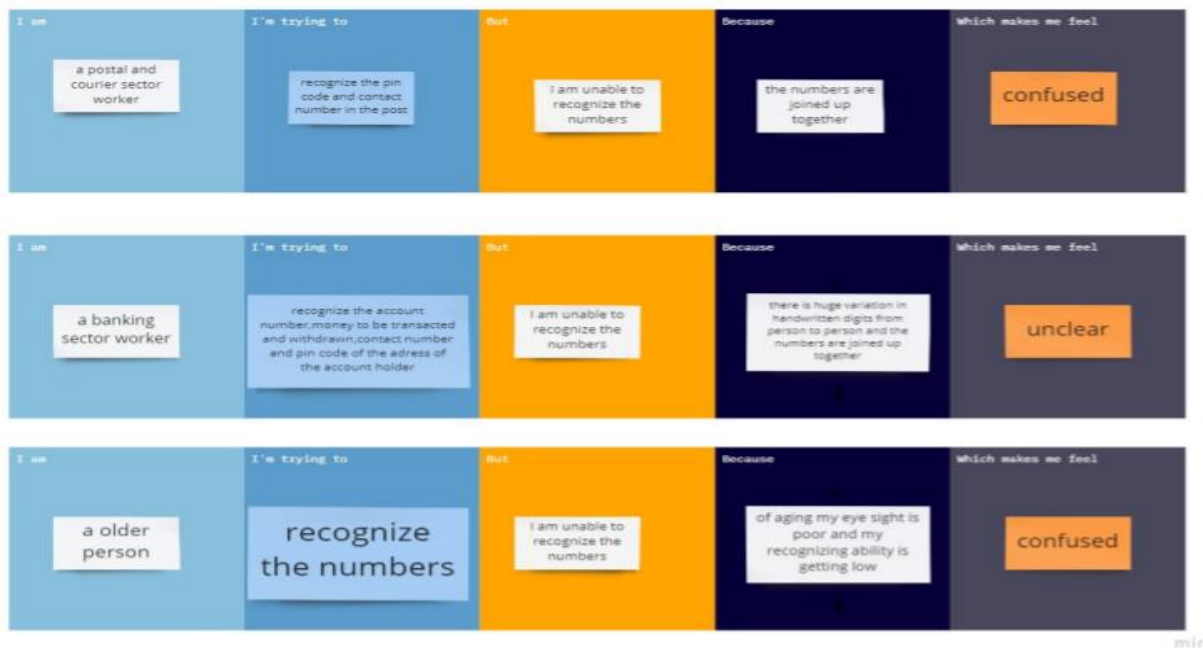 I am
I'm trying to
But
Because
Which makes me feel
a postal and
courier sector
worker
recognize the pin
code and contact
number in the post
I am unable to
recognize the
numbers
the numbers are
joined up
together
confused
I am
I'm trying to
But
Because
Which makes me feel
a banking
sector worker
recognize the account
number,money to be transacted
and withdrawn,contact number
and pin code of the adress of
the account holder
I am unable to
recognize the
numbers
there is huge variation in
handwritten digits from
person to person and the
numbers are joined up
together
unclear
I am
I'm trying to
But
Because
Which makes me feel
a older
person
recognize
the numbers
I am unable to
recognize the
numbers
of aging my eye sight is
poor and my
recognizing ability is
getting low
confused